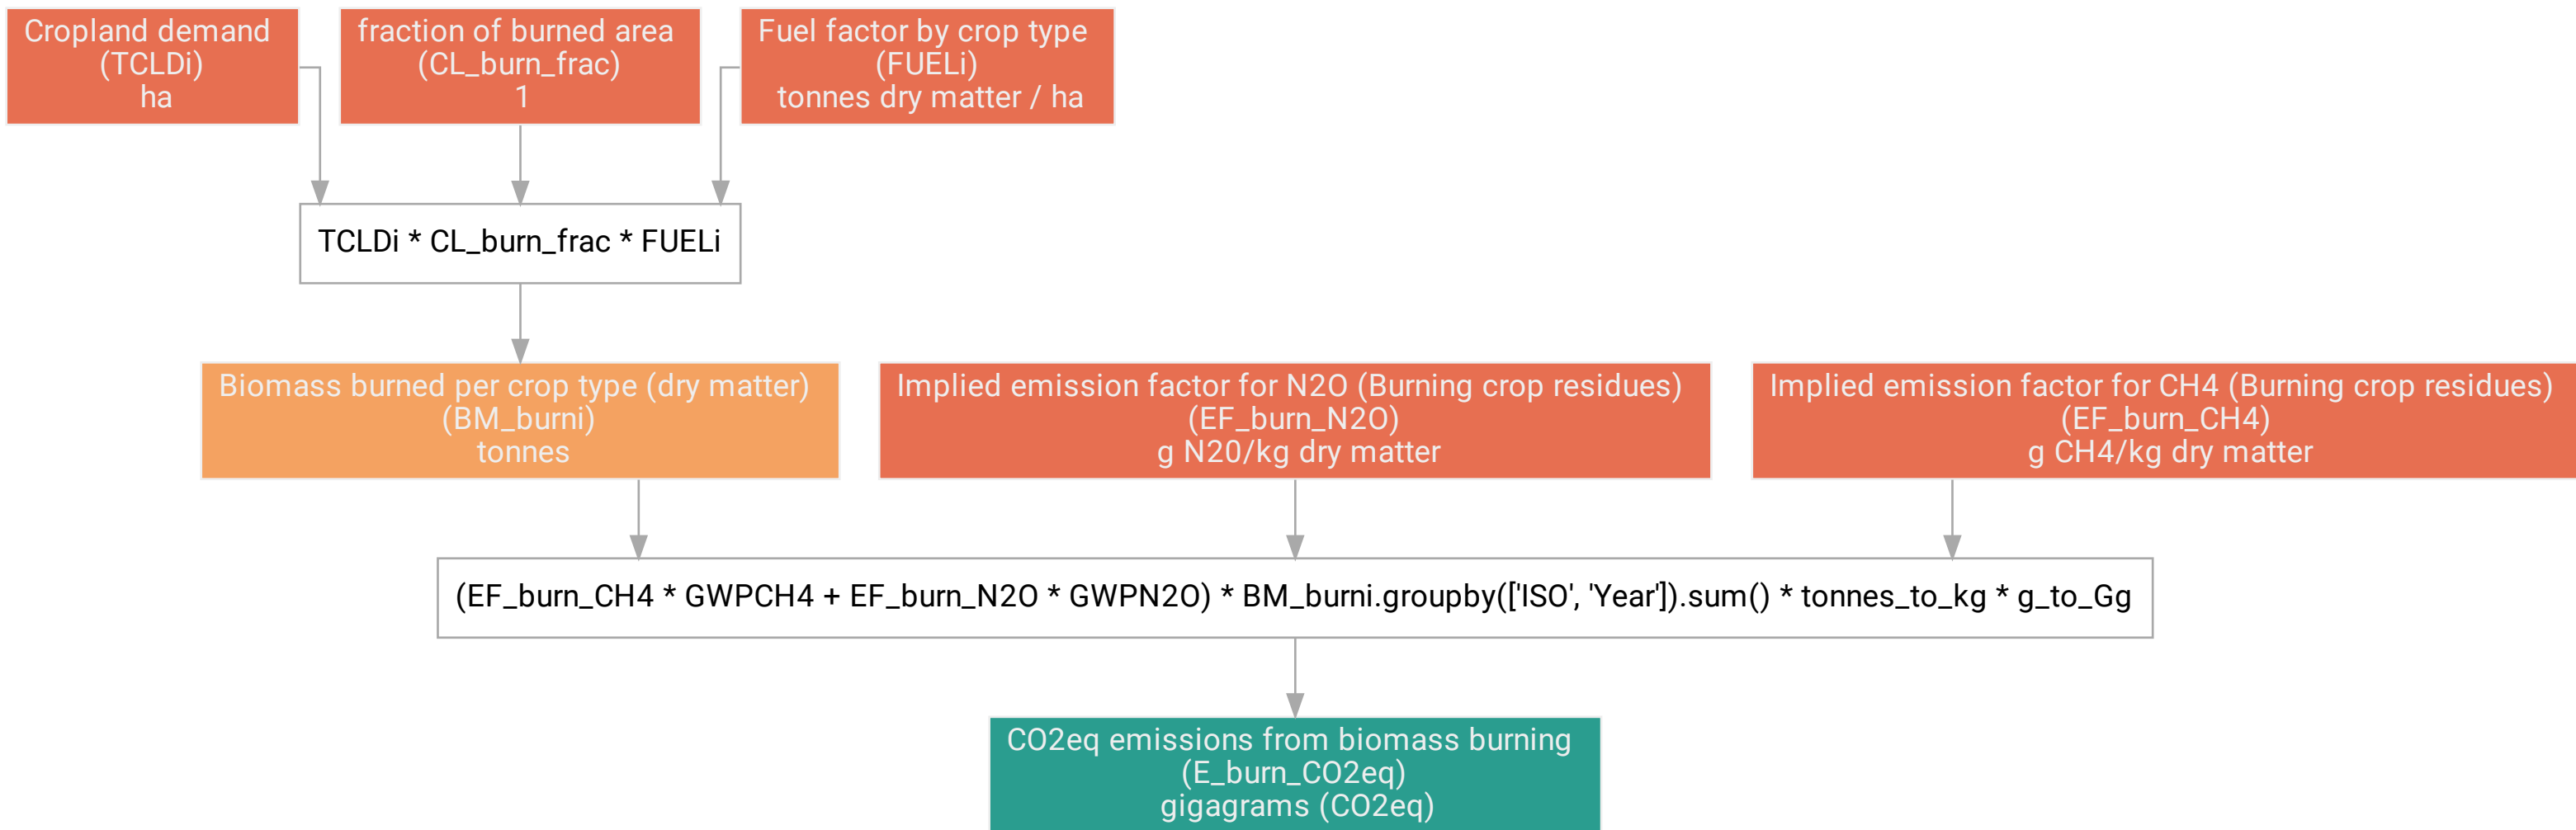 Cropland demand
(TCLDi)
ha
fraction of burned area
(CL_burn_frac)
1
Fuel factor by crop type
(FUELi)
tonnes dry matter / ha
TCLDi * CL_burn_frac * FUELi
Biomass burned per crop type (dry matter)
(BM_burni)
tonnes
Implied emission factor for N2O (Burning crop residues)
(EF_burn_N2O)
g N20/kg dry matter
Implied emission factor for CH4 (Burning crop residues)
(EF_burn_CH4)
g CH4/kg dry matter
(EF_burn_CH4 * GWPCH4 + EF_burn_N2O * GWPN2O) * BM_burni.groupby(['ISO', 'Year']).sum() * tonnes_to_kg * g_to_Gg
CO2eq emissions from biomass burning
(E_burn_CO2eq)
gigagrams (CO2eq)